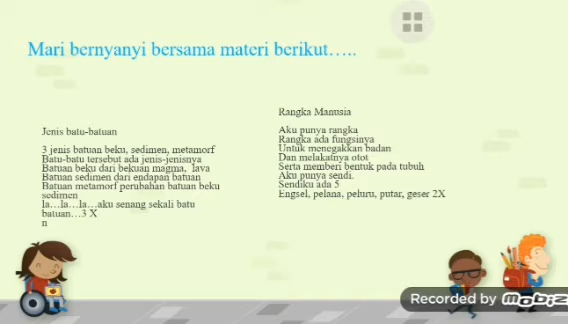 Mari bernyanyi bersama materi berikut…..
Jenis batu-batuan
3 jenis batuan beku, sedimen, metamorf
Batu-batu tersebut ada jenis-jenisnya
Batuan beku dari bekuan magma, lava
Batuan sedimen dari endapan batuan
Batuan metamorf perubahan batuan beku
sedimen
la…la…la…aku senang sekali batu
batuan…3 X
n
Rangka Manusia
Aku punya rangka
Rangka ada fungsinya
Untuk menegakkan badan
Dan melakatnya otot
Serta memberi bentuk pada tubuh
Aku punya sendi.
Sendiku ada 5
Engsel, pelana, peluru, putar, geser 2X
Recorded by